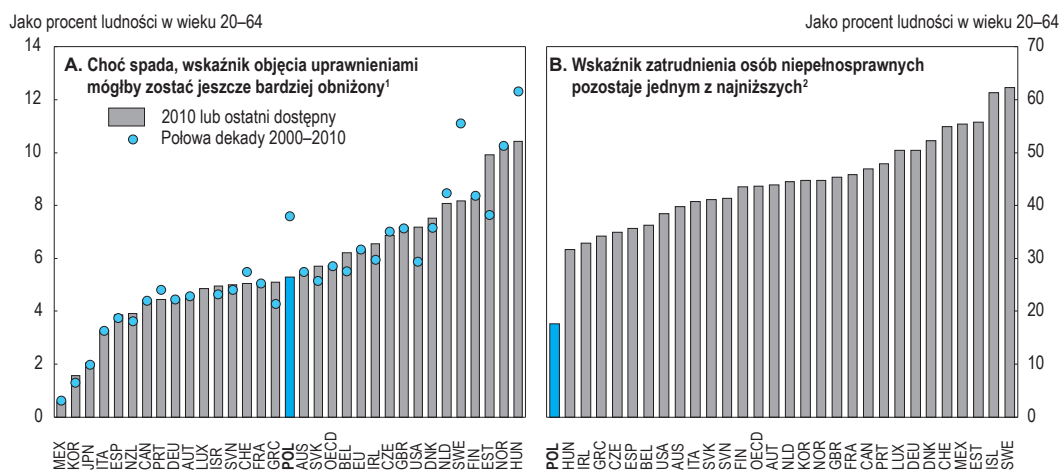 Jako procent ludności w wieku 20–64
Jako procent ludności w wieku 20–64
14
12
10
8
6
4
2
0
A. Choć spada, wskaźnik objęcia uprawnieniami
mógłby zostać jeszcze bardziej obniżony¹
2010 lub ostatni dostępny
Połowa dekady 2000–2010
MEX KOR JPN ITA ESP NZL CAN PRT DEU AUT LUX ISR SVN CHE FRA GRC POL AUS SVK OECD BEL EU IRL CZE GBR USA DNK NLD SWE FIN EST NOR HUN
B. Wskaźnik zatrudnienia osób niepełnosprawnych
pozostaje jednym z najniższych²
70
60
50
40
30
20
10
0
POL HUN IRL GRC CZE ESP BEL USA AUS ITA SVK SVN FIN OECD AUT NLD KOR NOR GBR FRA CAN PRT LUX DEU DNK CHE MEX EST ISL SWE